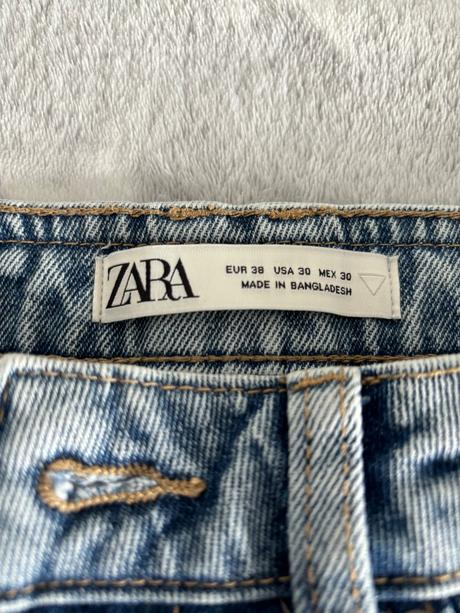 ZARA
EUR 38 USA 30 MEX 30
MADE IN BANGLADESH